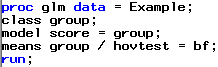 proc glm data = Example;
class group;
model score = group;
means group / hovtest = bf;
run;